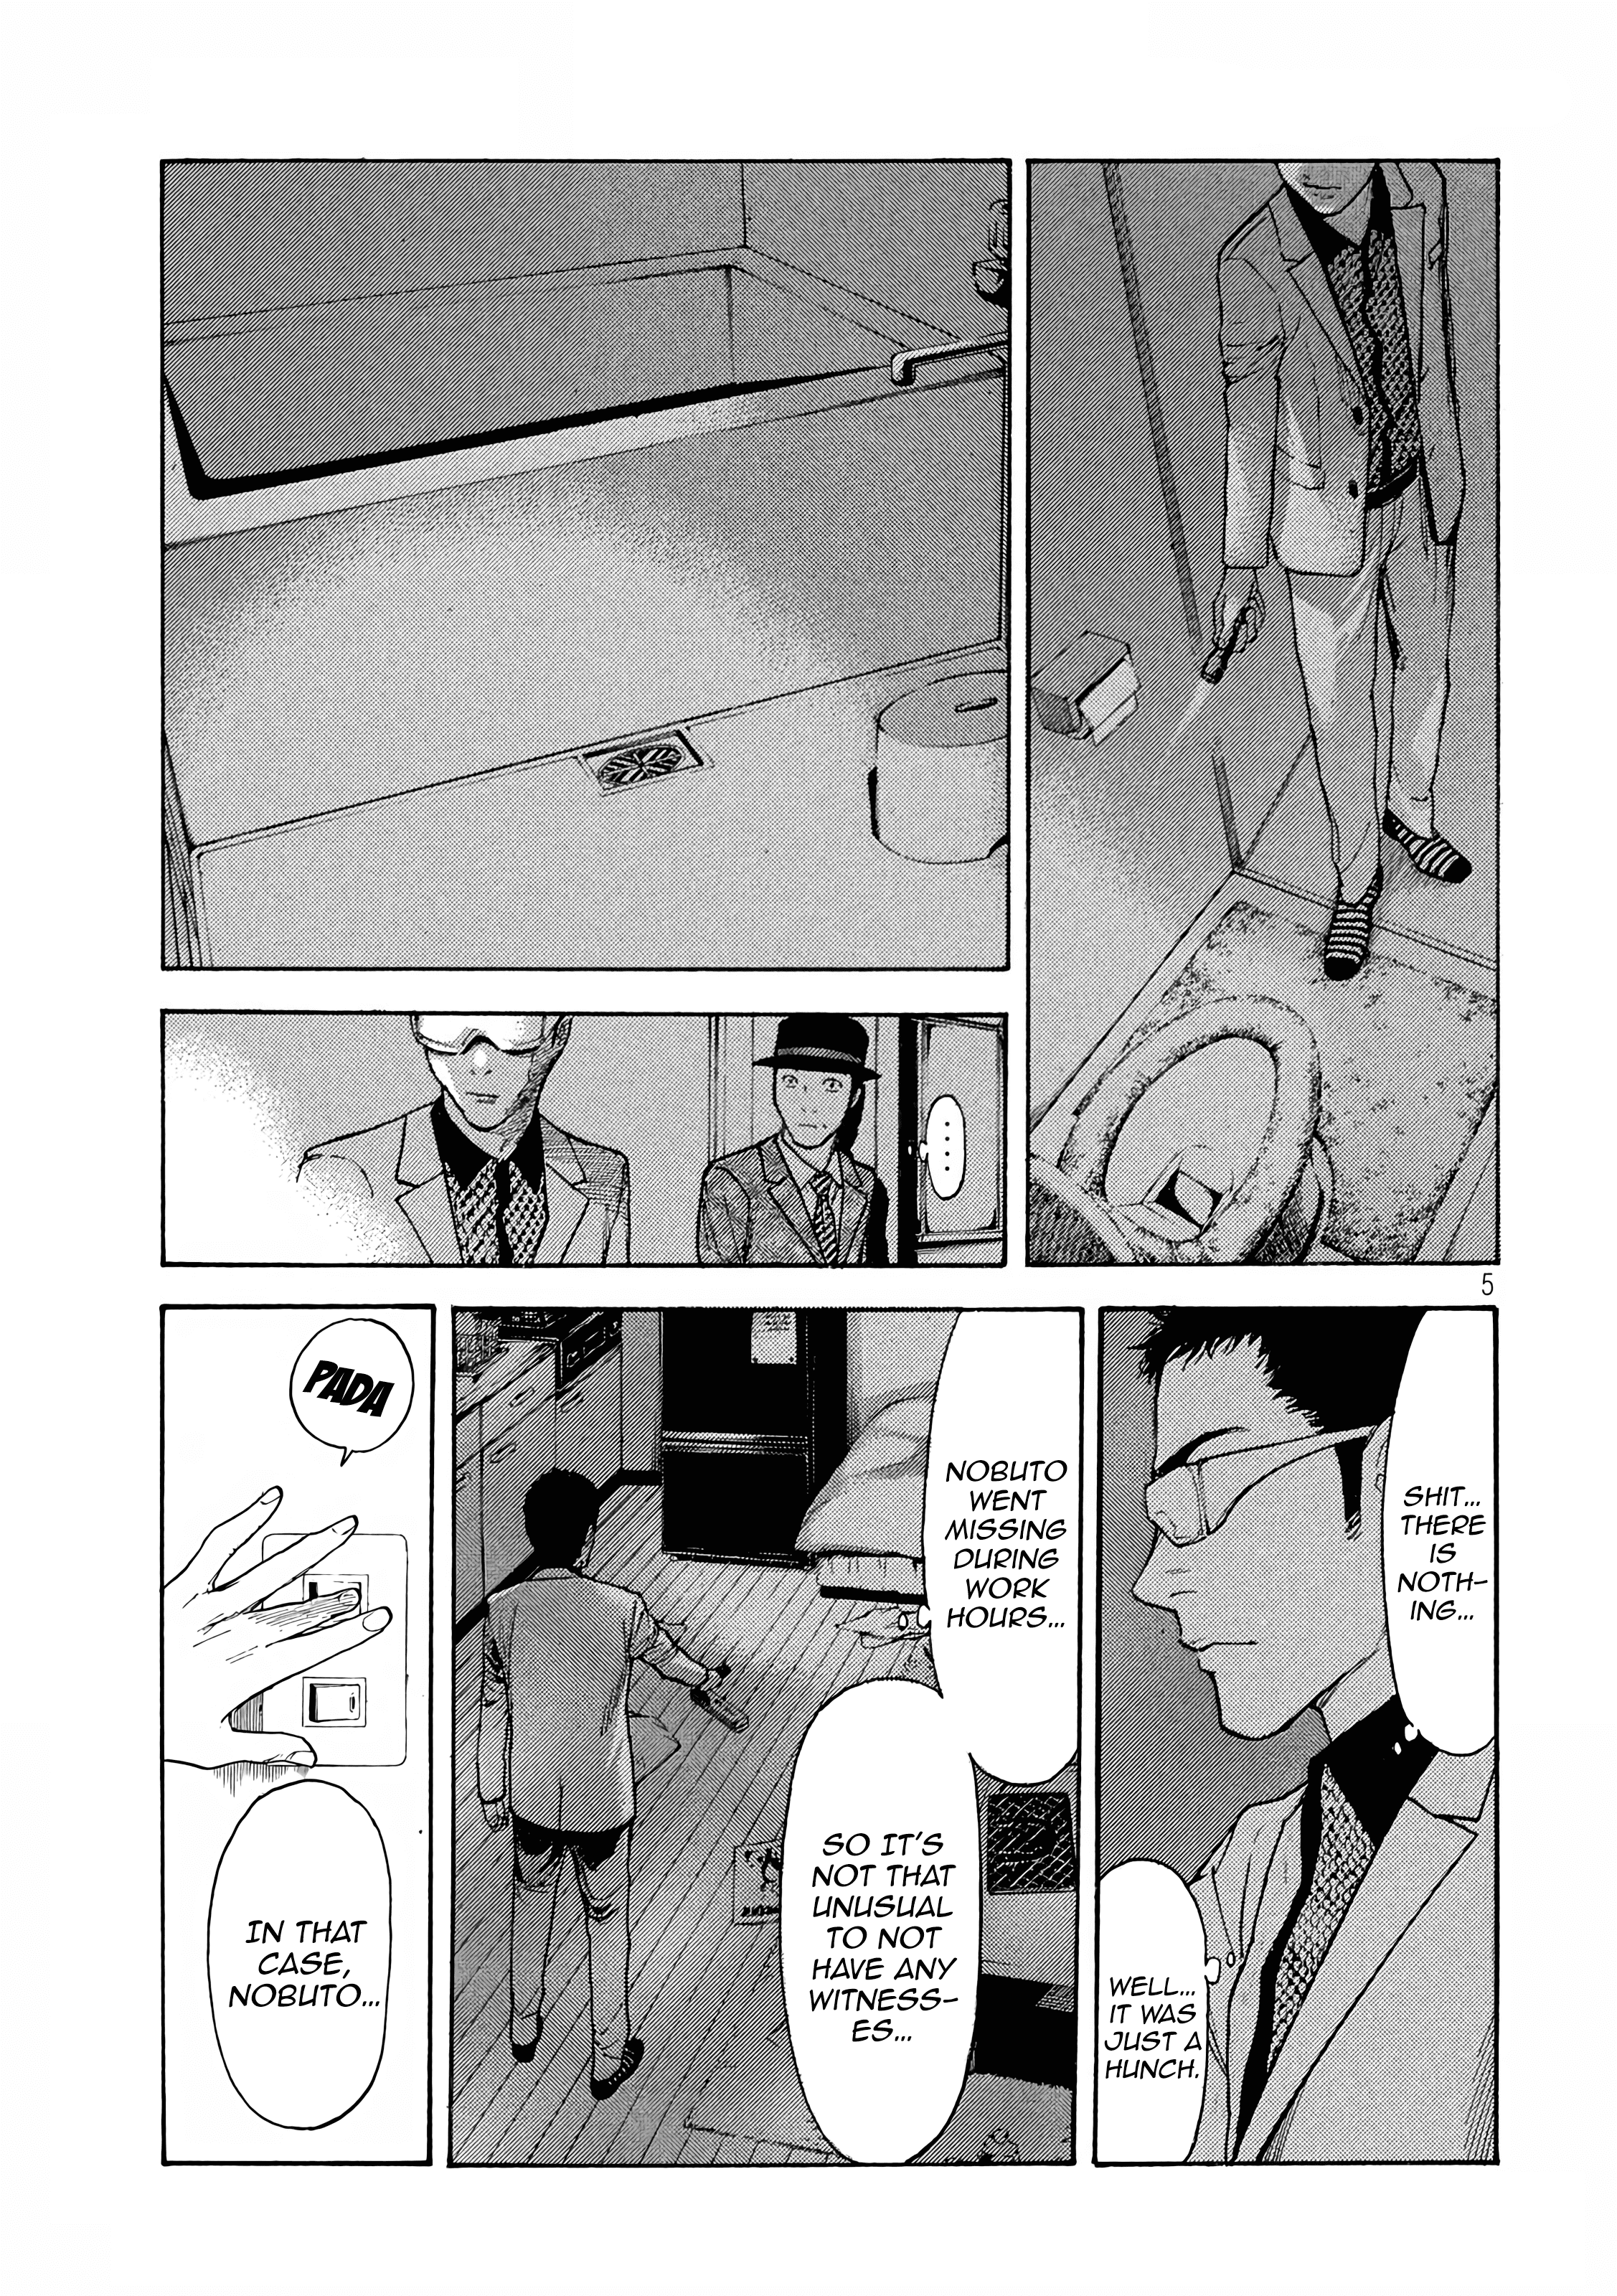 ....
5
SHIT...
THERE
IS
NOTH-
ING...
WELL...
IT WAS
JUST A
HUNCH.
NOBUTO
WENT
MISSING
DURING
WORK
HOURS...
SO IT'S
NOT THAT
UNUSUAL
TO NOT
HAVE ANY
WITNESS-
ES...
PADA
IN THAT
CASE,
NOBUTO...